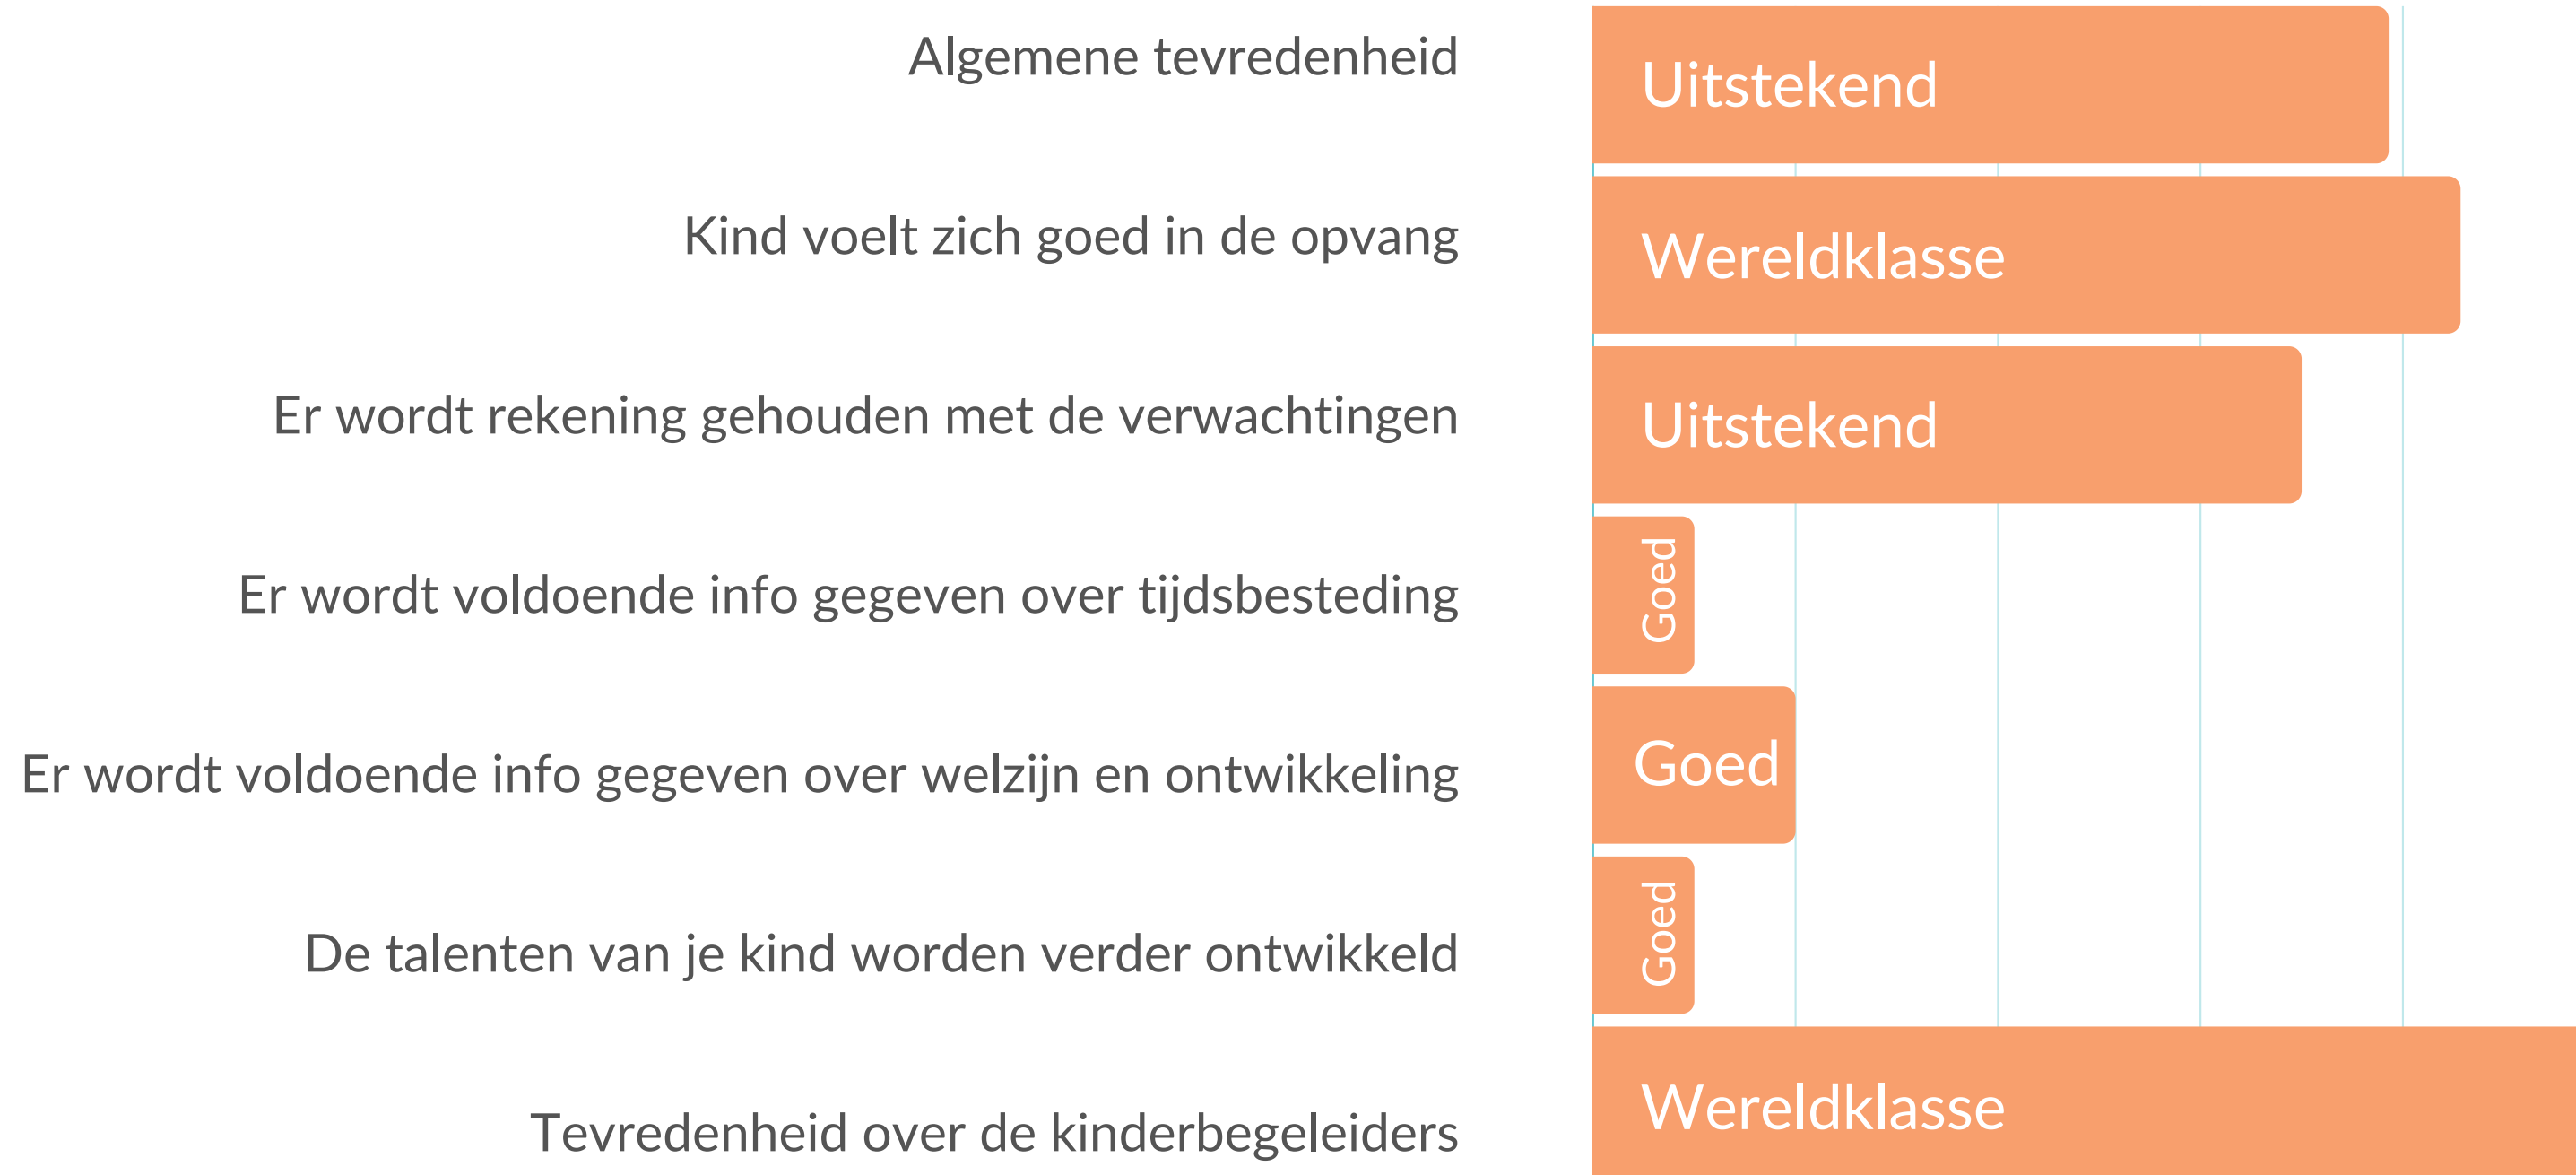 Algemene tevredenheid
Uitstekend
Kind voelt zich goed in de opvang
Wereldklasse
Er wordt rekening gehouden met de verwachtingen
Uitstekend
Er wordt voldoende info gegeven over tijdsbesteding
Goed
Er wordt voldoende info gegeven over welzijn en ontwikkeling
Goed
De talenten van je kind worden verder ontwikkeld
Goed
Tevredenheid over de kinderbegeleiders
Wereldklasse